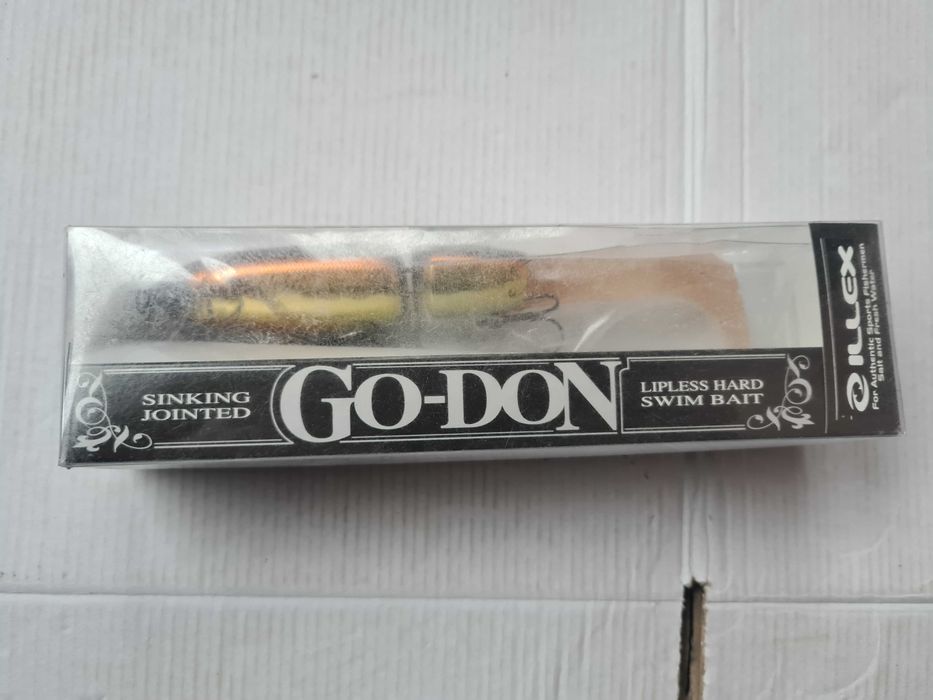 SINKING
JOINTED
GO-DON
LIPLESS HARD
SWIM BAIT
ILLEX
For Authentic Sports Fishermen
Salt and Fresh Water